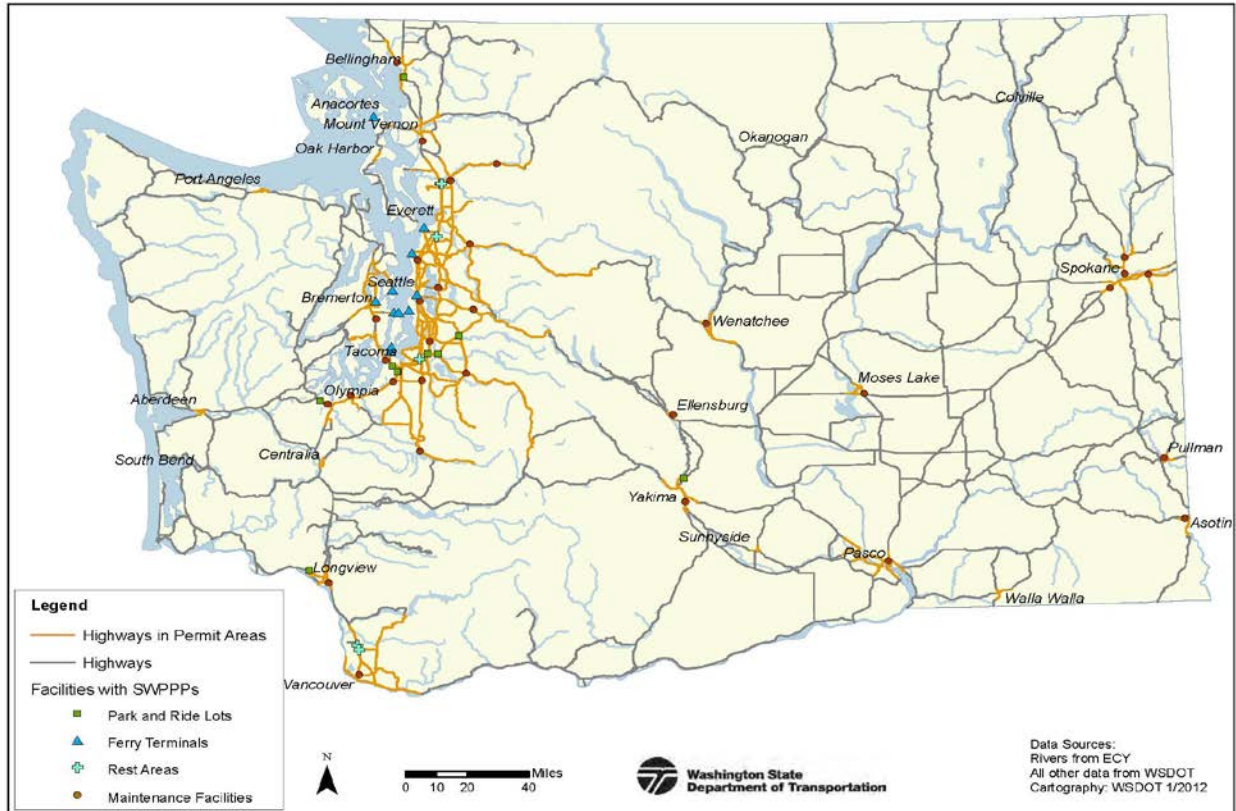 Bellingham
Anacortes
Mount Vernon
Oak Harbor
Port Angeles
Everett
Seattle
Bremerton
Tacoma
Olympia
Aberdeen
South Bend
Centralia
Longview
Vancouver
Okanogan
Colville
Spokane
Wenatchee
Moses Lake
Ellensburg
Pullman
Yakima
Asotin
Sunnyside
Pasco
Walla Walla
Legend
Highways in Permit Areas
Highways
Facilities with SWPPPs
Park and Ride Lots
Ferry Terminals
Rest Areas
Maintenance Facilities
N
Miles
0 10 20 40
Washington State
Department of Transportation
Data Sources:
Rivers from ECY
All other data from WSDOT
Cartography: WSDOT 1/2012